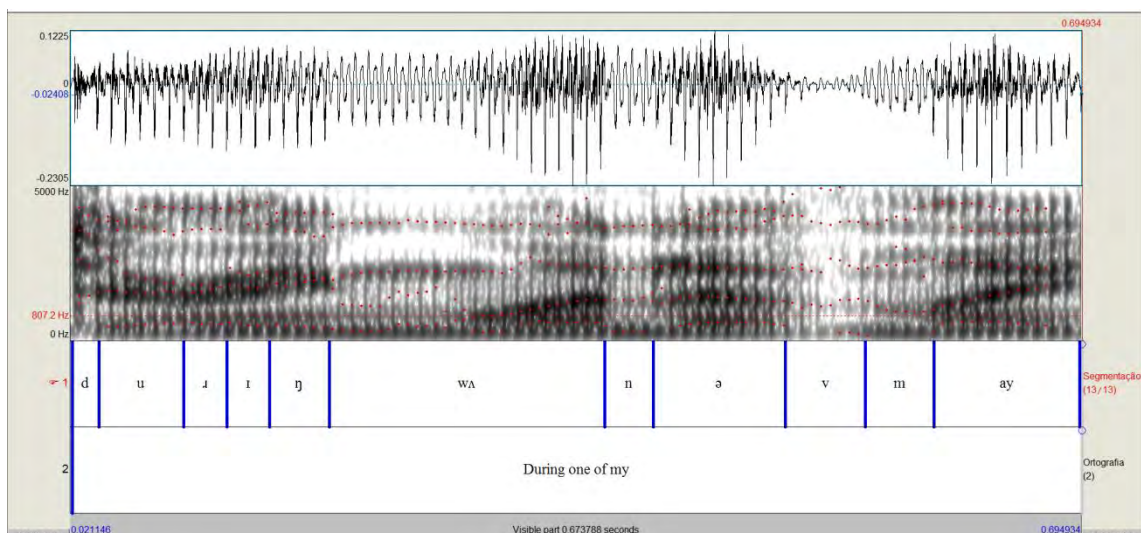 0.694934
0.1225
0
-0.02408
-0.2305
5000 Hz
807.2 Hz
0 Hz
☞ 1 d u ɹ ɪ ŋ wʌ n ə v m ay Segmentação
(13/13)
2 During one of my Ortografia
(2)
0.021146 Visible part 0.673788 seconds 0.694934